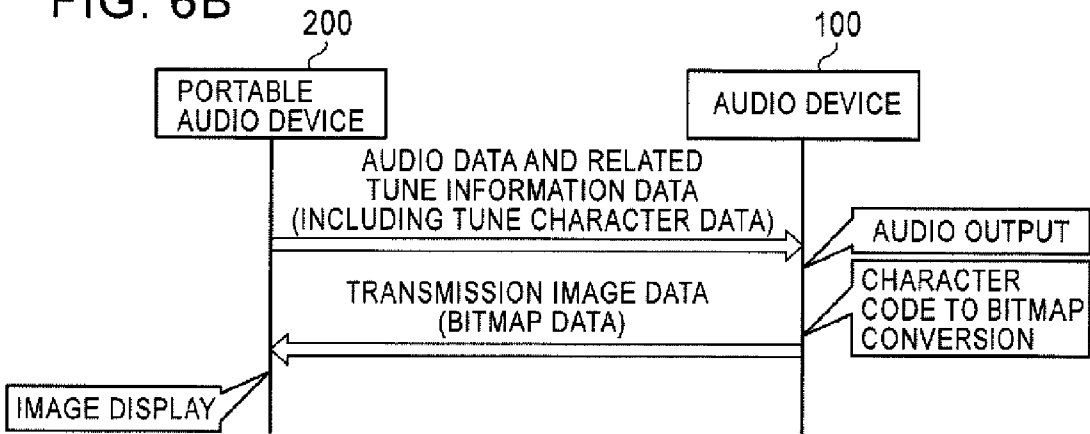 FIG. 6B
200
100
PORTABLE
AUDIO DEVICE
AUDIO DEVICE
AUDIO DATA AND RELATED
TUNE INFORMATION DATA
(INCLUDING TUNE CHARACTER DATA)
AUDIO OUTPUT
TRANSMISSION IMAGE DATA
(BITMAP DATA)
CHARACTER
CODE TO BITMAP
CONVERSION
IMAGE DISPLAY